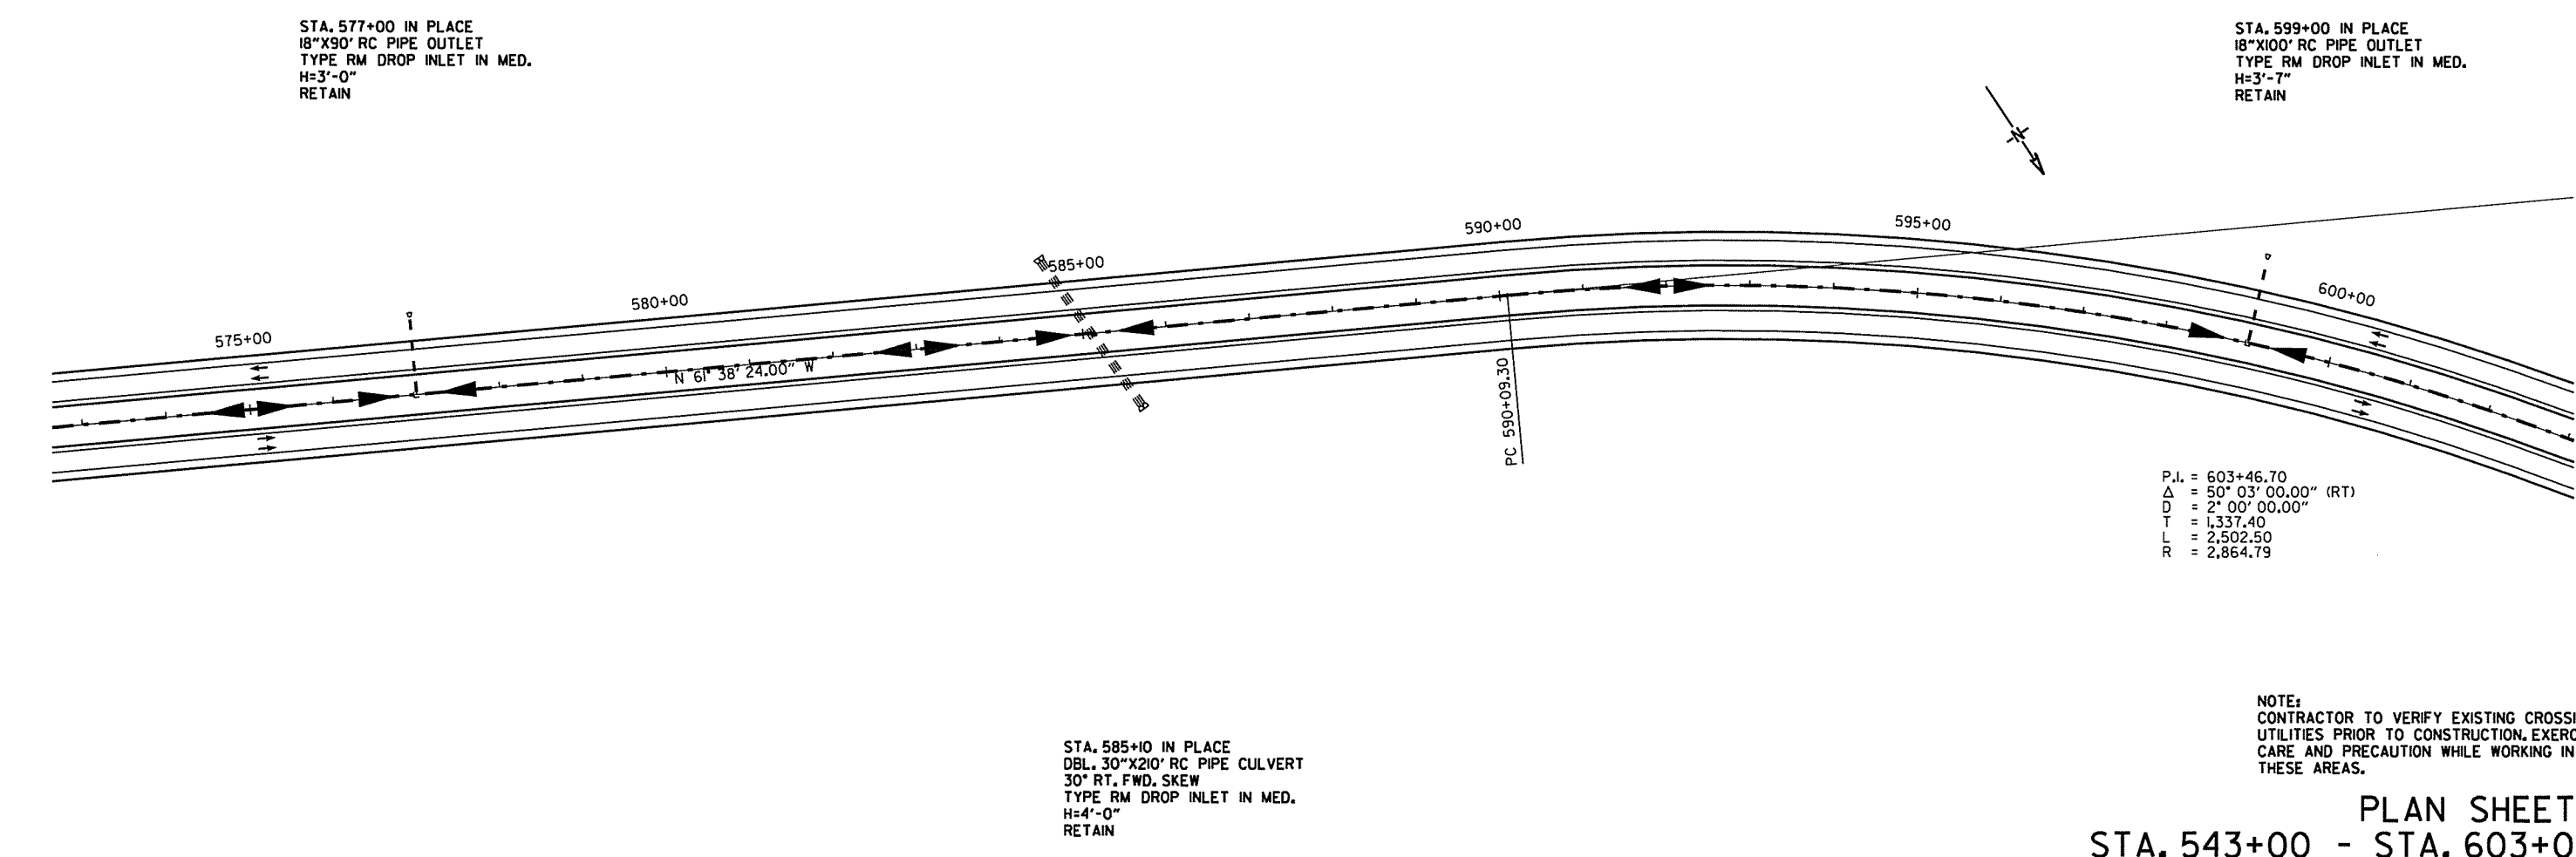 STA. 577+00 IN PLACE
18"X90' RC PIPE OUTLET
TYPE RM DROP INLET IN MED.
H=3'-0"
RETAIN
STA. 599+00 IN PLACE
18"X100' RC PIPE OUTLET
TYPE RM DROP INLET IN MED.
H=3'-7"
RETAIN
N
575+00
580+00
585+00
590+00
595+00
600+00
N 61° 38' 24.00" W
PC 590+09.30
P.I. = 603+46.70
Δ = 50° 03' 00.00" (RT)
D = 2° 00' 00.00"
T = 1,337.40
L = 2,502.50
R = 2,864.79
STA. 585+10 IN PLACE
DBL. 30"X210' RC PIPE CULVERT
30° RT. FWD. SKEW
TYPE RM DROP INLET IN MED.
H=4'-0"
RETAIN
NOTE:
CONTRACTOR TO VERIFY EXISTING CROSSI
UTILITIES PRIOR TO CONSTRUCTION. EXERC
CARE AND PRECAUTION WHILE WORKING IN
THESE AREAS.
PLAN SHEET
STA. 543+00 - STA. 603+0